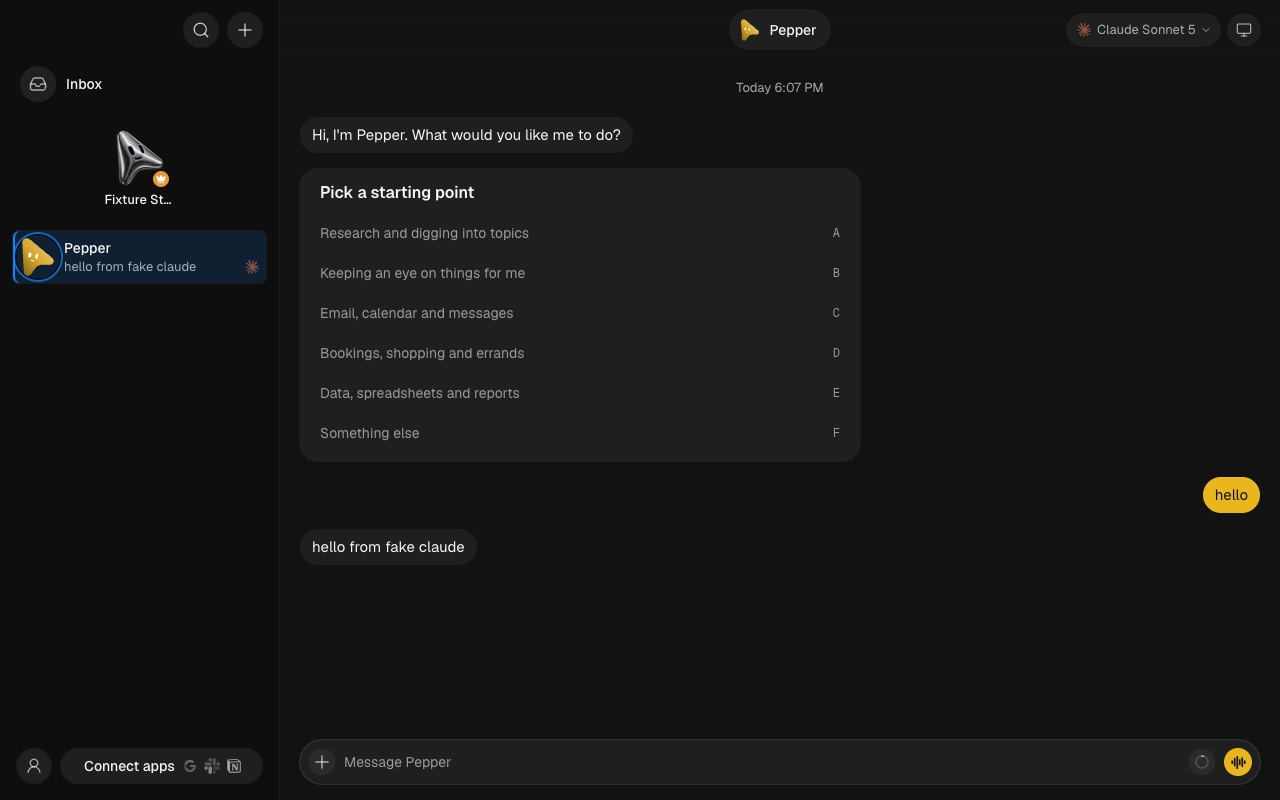 Pepper
Claude Sonnet 5
Inbox
Fixture St...
Pepper
hello from fake claude
Today 6:07 PM
Hi, I'm Pepper. What would you like me to do?
Pick a starting point
Research and digging into topics A
Keeping an eye on things for me B
Email, calendar and messages C
Bookings, shopping and errands D
Data, spreadsheets and reports E
Something else F
hello
hello from fake claude
Connect apps
Message Pepper